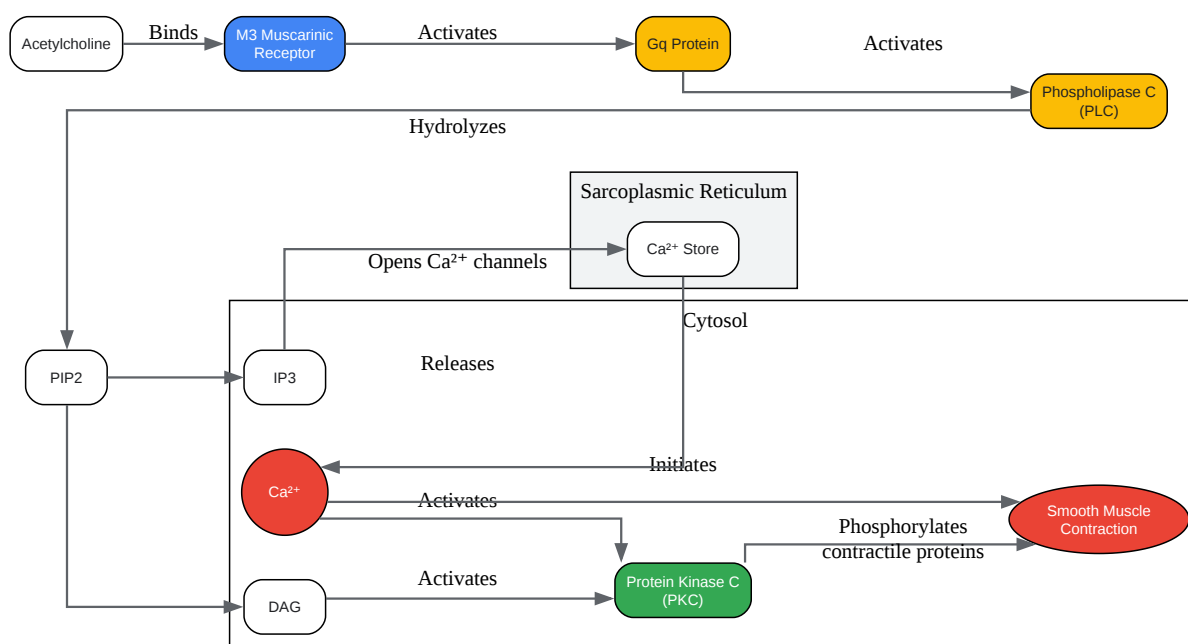 Acetylcholine
Binds
M3 Muscarinic
Receptor
Activates
Gq Protein
Activates
Phospholipase C
(PLC)
Hydrolyzes
Sarcoplasmic Reticulum
Ca²⁺ Store
Opens Ca²⁺ channels
Cytosol
PIP2
IP3
Releases
Ca²⁺
Initiates
Activates
Smooth Muscle
Contraction
Phosphorylates
contractile proteins
DAG
Activates
Protein Kinase C
(PKC)